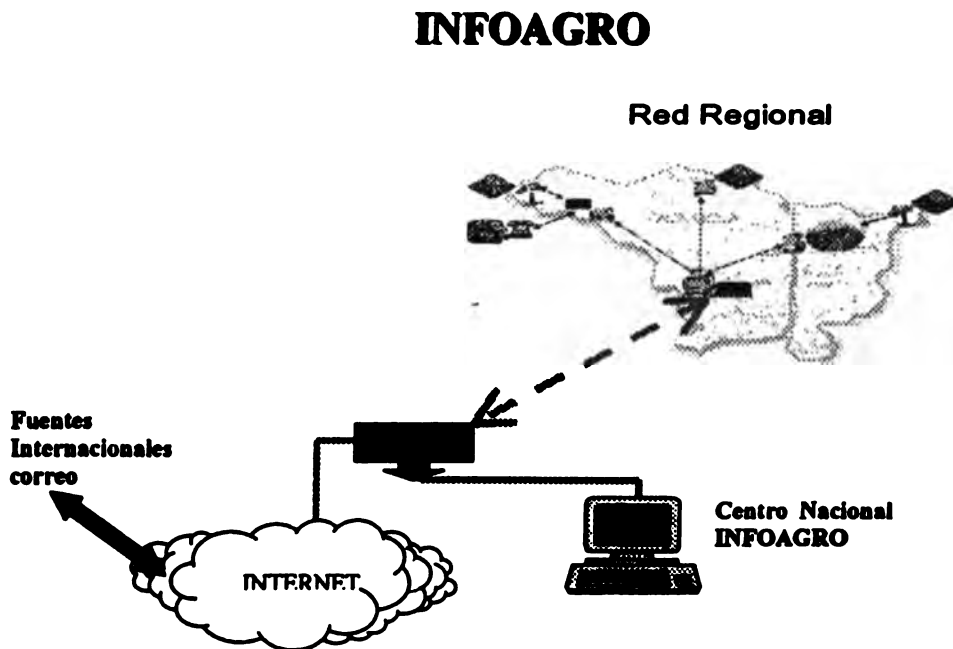 INFOAGRO
Red Regional
Fuentes
Internacionales
correo
INTERNET
Centro Nacional
INFOAGRO